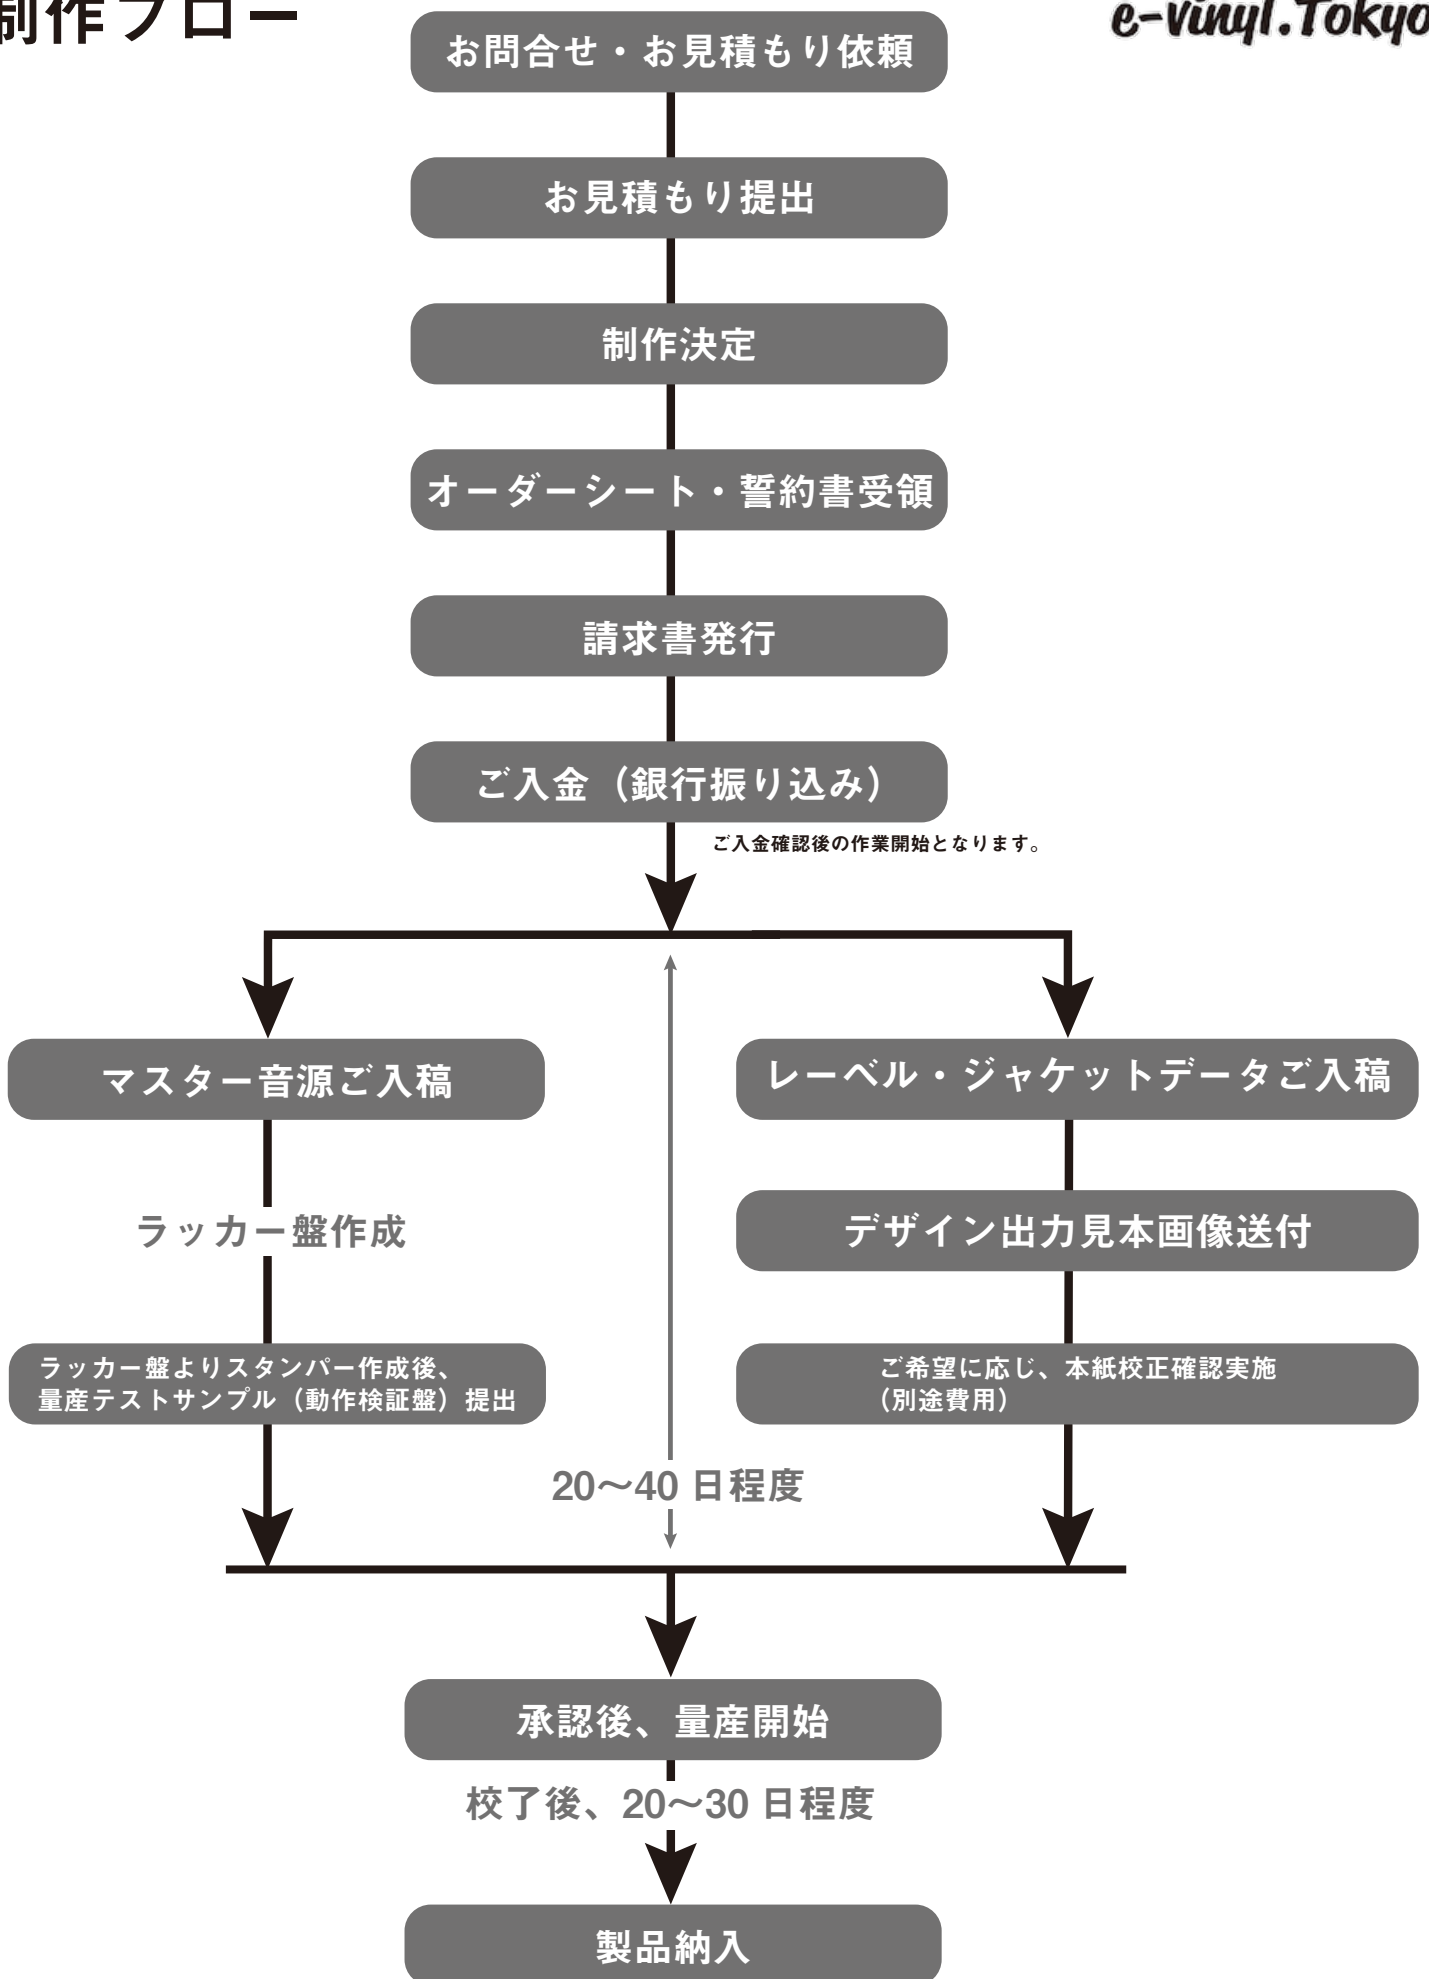 制作フロー
e-vinyl.Tokyo
お問合せ・お見積もり依頼
お見積もり提出
制作決定
オーダーシート・誓約書受領
請求書発行
ご入金（銀行振り込み）
ご入金確認後の作業開始となります。
マスター音源ご入稿
レーベル・ジャケットデータご入稿
ラッカー盤作成
デザイン出力見本画像送付
ラッカー盤よりスタンパー作成後、
量産テストサンプル（動作検証盤）提出
ご希望に応じ、本紙校正確認実施
（別途費用）
20～40 日程度
承認後、量産開始
校了後、20～30 日程度
製品納入